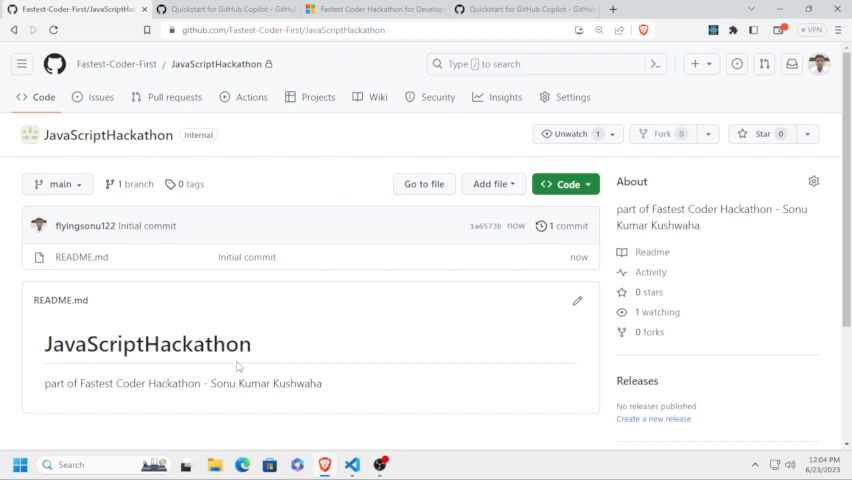 Fastest-Coder-First/JavaScriptHack
Quickstart for GitHub Copilot - GitHub
Fastest Coder Hackathon for Develop
Quickstart for GitHub Copilot - GitHub
github.com/Fastest-Coder-First/JavaScriptHackathon
VPN
Fastest-Coder-First / JavaScriptHackathon
Type / to search
Code
Issues
Pull requests
Actions
Projects
Wiki
Security
Insights
Settings
JavaScriptHackathon Internal
Unwatch 1
Fork 0
Star 0
main
1 branch
0 tags
Go to file
Add file
Code
flyingsonu122 Initial commit
1a6573b now
1 commit
README.md
Initial commit
now
README.md
JavaScriptHackathon
part of Fastest Coder Hackathon - Sonu Kumar Kushwaha
About
part of Fastest Coder Hackathon - Sonu
Kumar Kushwaha
Readme
Activity
0 stars
1 watching
0 forks
Releases
No releases published
Create a new release
Search
12:04 PM
6/23/2023